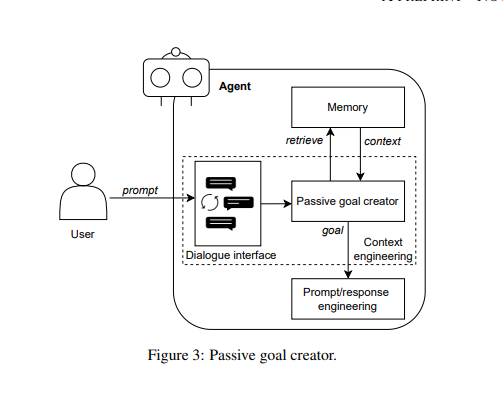 Agent
Memory
retrieve
context
prompt
Passive goal creator
User
goal
Context
engineering
Dialogue interface
Prompt/response
engineering
Figure 3: Passive goal creator.